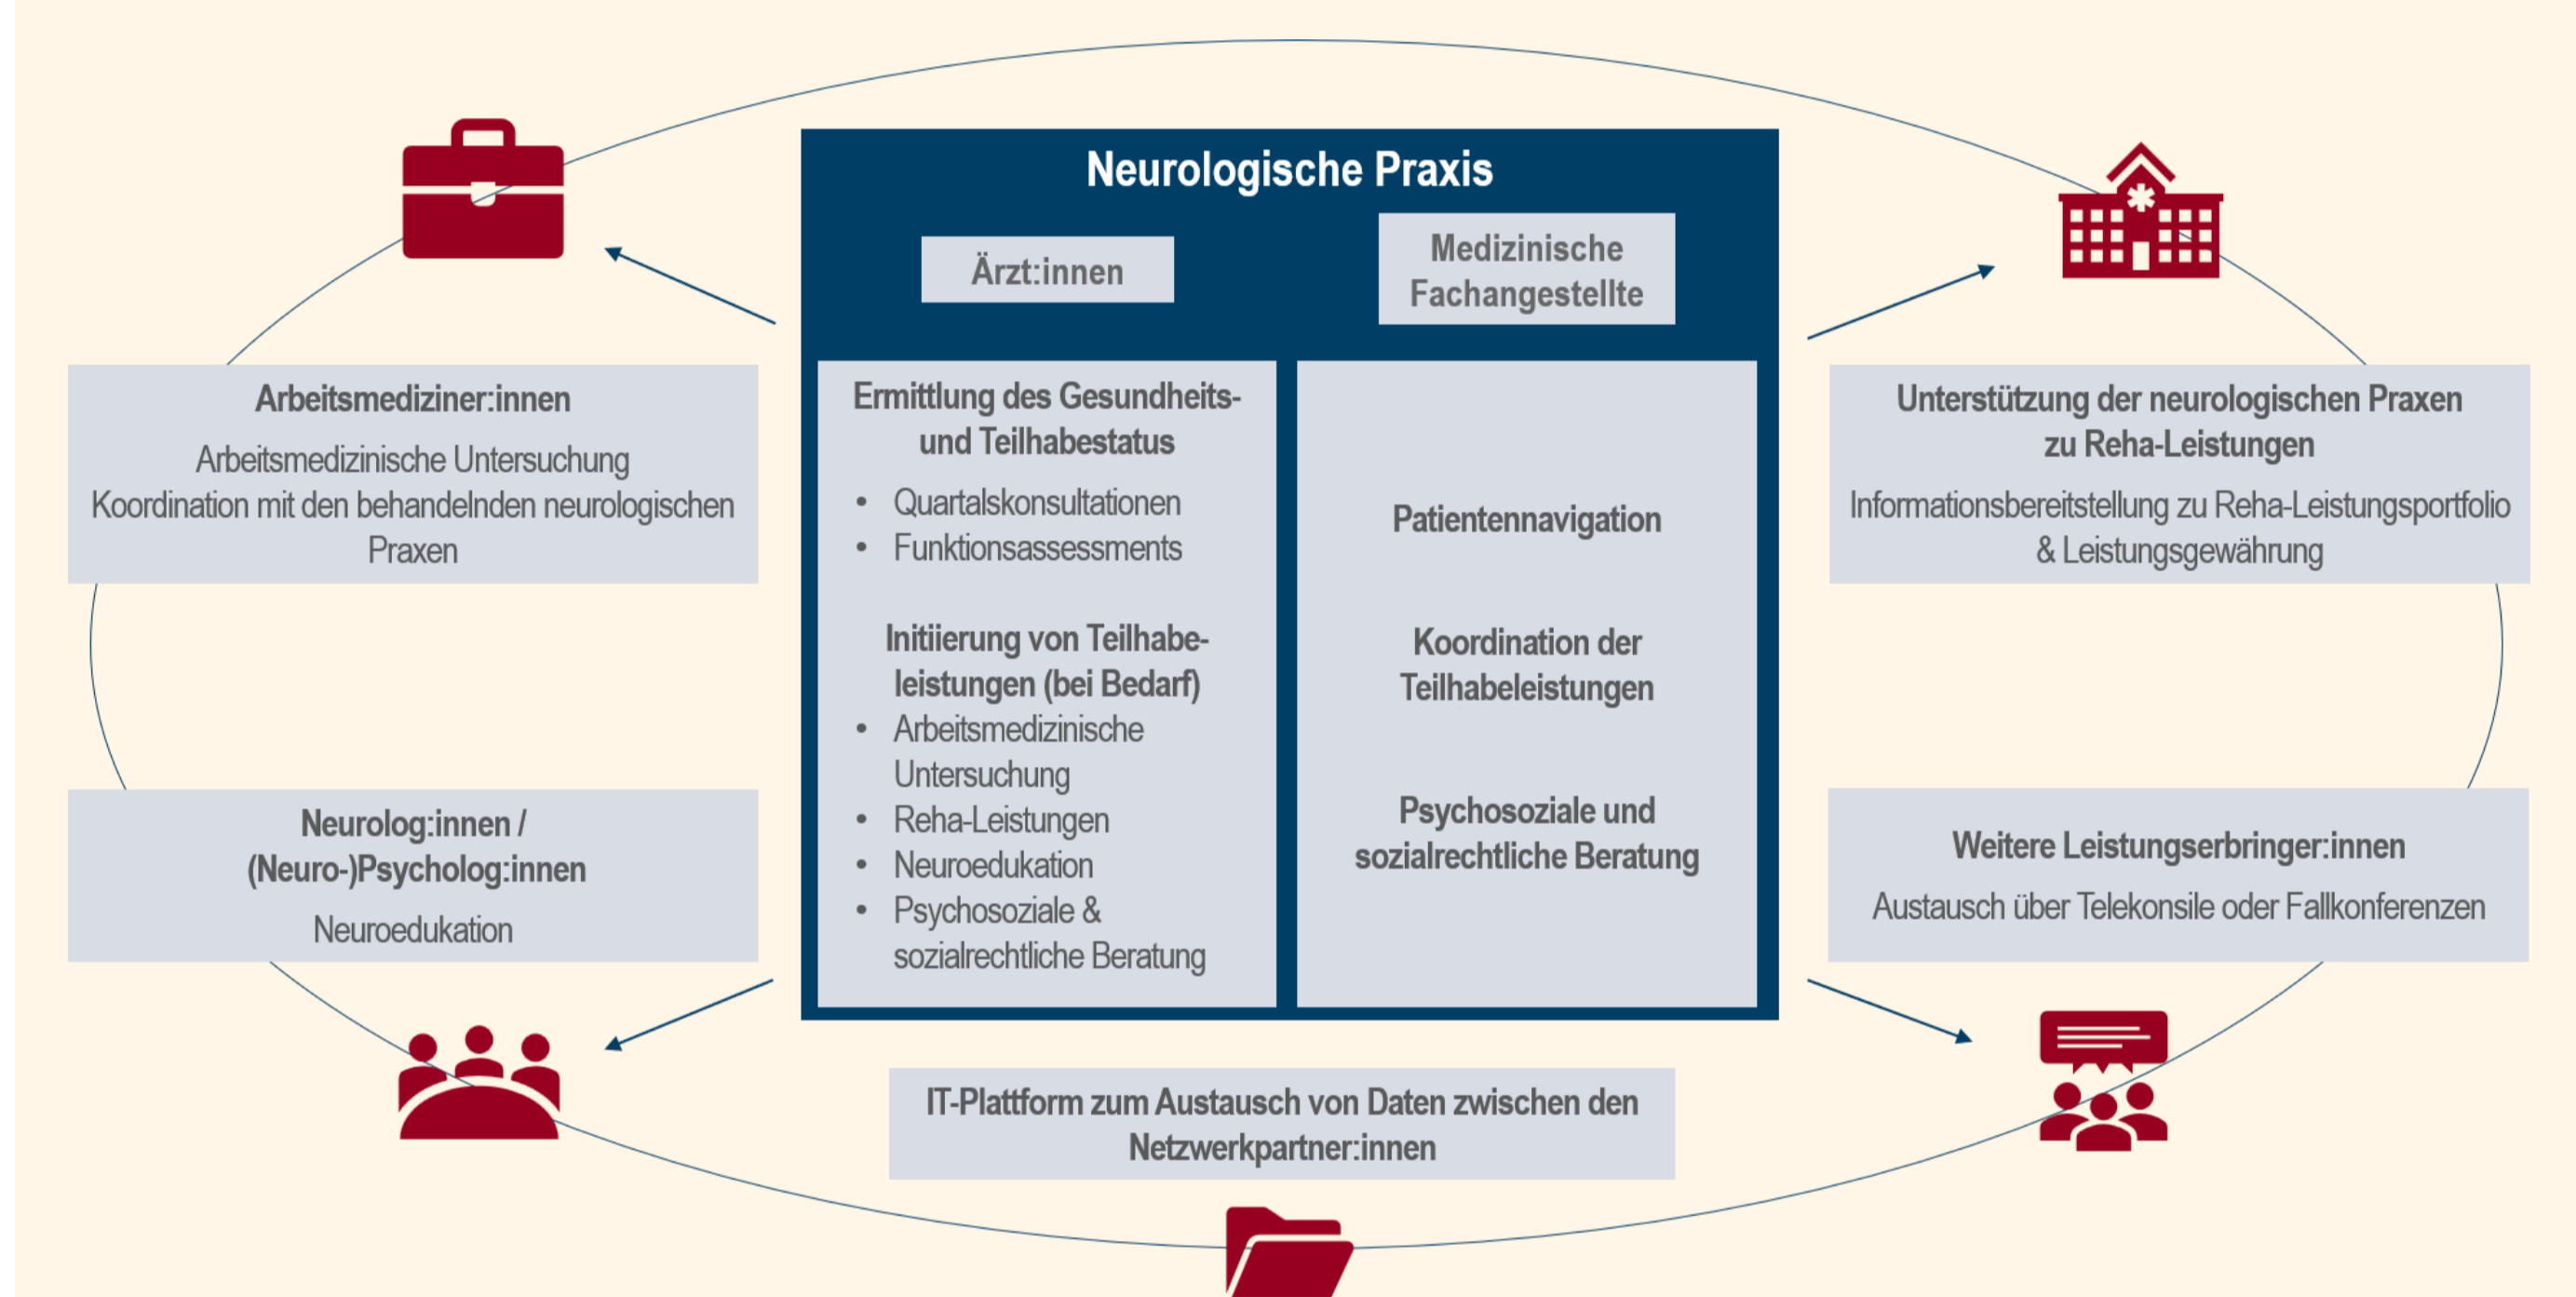 Neurologische Praxis
Ärzt:innen
Medizinische
Fachangestellte
Arbeitsmediziner:innen
Arbeitsmedizinische Untersuchung
Koordination mit den behandelnden neurologischen
Praxen
Neurolog:innen /
(Neuro-)Psycholog:innen
Neuroedukation
Ermittlung des Gesundheits-
und Teilhabestatus
• Quartalskonsultationen
• Funktionsassessments
Initiierung von Teilhabe-
leistungen (bei Bedarf)
• Arbeitsmedizinische
Untersuchung
• Reha-Leistungen
• Neuroedukation
• Psychosoziale &
sozialrechtliche Beratung
Patientennavigation
Koordination der
Teilhabeleistungen
Psychosoziale und
sozialrechtliche Beratung
Unterstützung der neurologischen Praxen
zu Reha-Leistungen
Informationsbereitstellung zu Reha-Leistungsportfolio
& Leistungsgewährung
Weitere Leistungserbringer:innen
Austausch über Telekonsile oder Fallkonferenzen
IT-Plattform zum Austausch von Daten zwischen den
Netzwerkpartner:innen